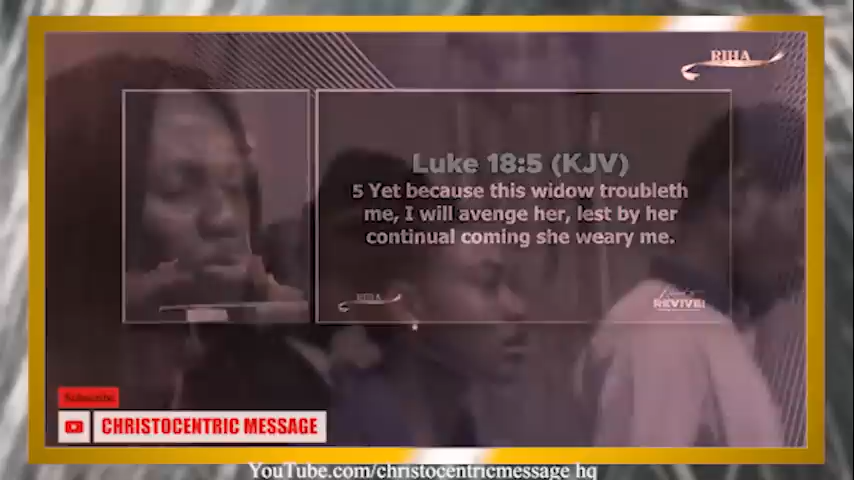 RIHA
Luke 18:5 (KJV)
5 Yet because this widow troubleth
me, I will avenge her, lest by her
continual coming she weary me.
RIHA
REVIVE!
Subscribe
CHRISTOCENTRIC MESSAGE
YouTube.com/christocentricmessage hq